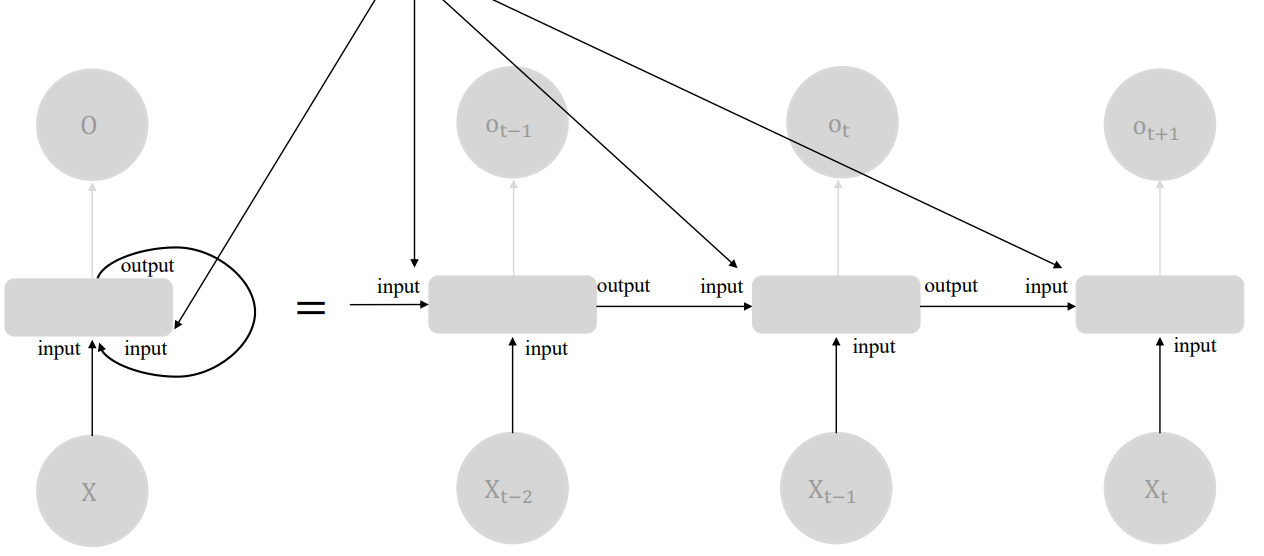 O
o_{t−1}
o_t
o_{t+1}
output
=
input
output
input
output
input
input
input
input
input
input
X
X_{t−2}
X_{t−1}
X_t